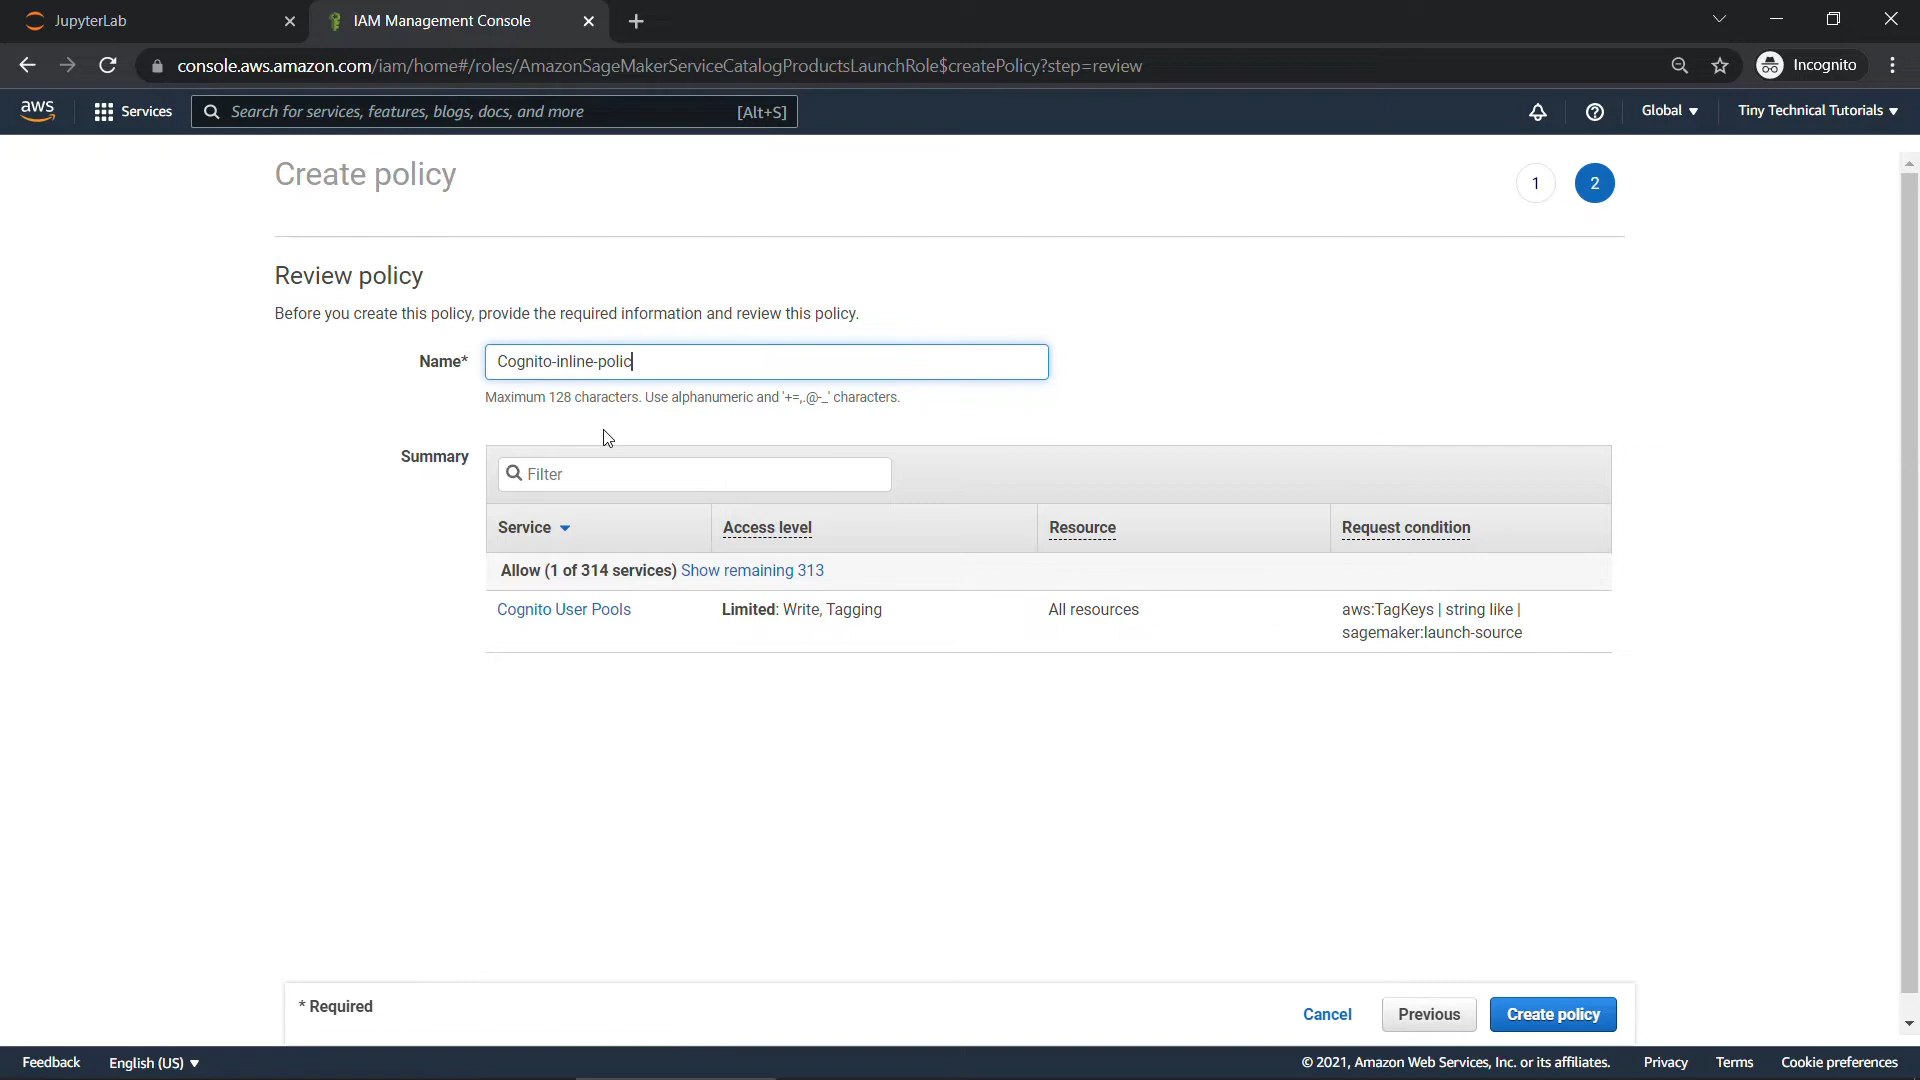 JupyterLab
IAM Management Console
console.aws.amazon.com/iam/home#/roles/AmazonSageMakerServiceCatalogProductsLaunchRole$createPolicy?step=review
Incognito
aws
Services
Search for services, features, blogs, docs, and more
[Alt+S]
Global
Tiny Technical Tutorials
Create policy
1
2
Review policy
Before you create this policy, provide the required information and review this policy.
Name*
Cognito-inline-polic
Maximum 128 characters. Use alphanumeric and '+=,.@-_' characters.
Summary
Filter
Service
Access level
Resource
Request condition
Allow (1 of 314 services) Show remaining 313
Cognito User Pools
Limited: Write, Tagging
All resources
aws:TagKeys | string like |
sagemaker:launch-source
* Required
Cancel
Previous
Create policy
Feedback
English (US)
© 2021, Amazon Web Services, Inc. or its affiliates.
Privacy
Terms
Cookie preferences